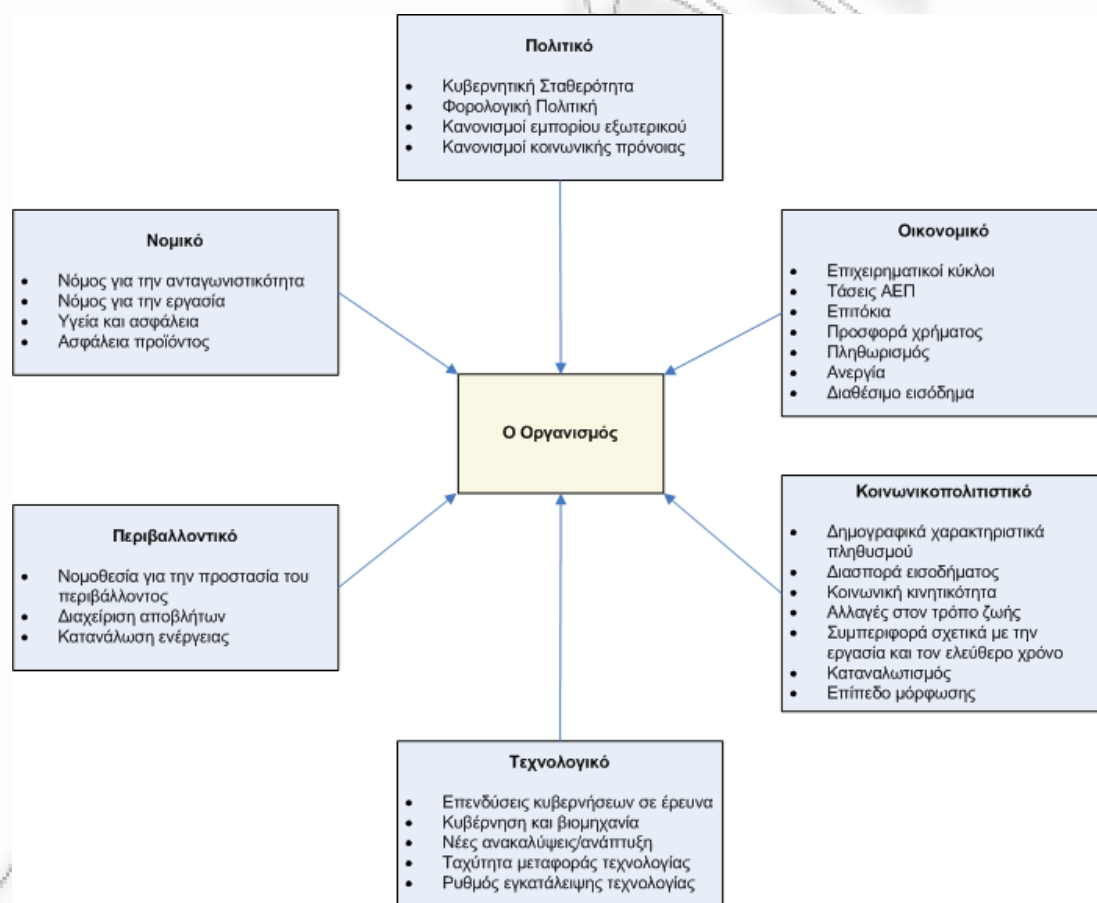 Πολιτικό
• Κυβερνητική Σταθερότητα
• Φορολογική Πολιτική
• Κανονισμοί εμπορίου εξωτερικού
• Κανονισμοί κοινωνικής πρόνοιας
Νομικό
• Νόμος για την ανταγωνιστικότητα
• Νόμος για την εργασία
• Υγεία και ασφάλεια
• Ασφάλεια προϊόντος
Οικονομικό
• Επιχειρηματικοί κύκλοι
• Τάσεις ΑΕΠ
• Επιτόκια
• Προσφορά χρήματος
• Πληθωρισμός
• Ανεργία
• Διαθέσιμο εισόδημα
Ο Οργανισμός
Περιβαλλοντικό
• Νομοθεσία για την προστασία του
περιβάλλοντος
• Διαχείριση αποβλήτων
• Κατανάλωση ενέργειας
Κοινωνικοπολιτιστικό
• Δημογραφικά χαρακτηριστικά
πληθυσμού
• Διασπορά εισοδήματος
• Κοινωνική κινητικότητα
• Αλλαγές στον τρόπο ζωής
• Συμπεριφορά σχετικά με την
εργασία και τον ελεύθερο χρόνο
• Καταναλωτισμός
• Επίπεδο μόρφωσης
Τεχνολογικό
• Επενδύσεις κυβερνήσεων σε έρευνα
• Κυβέρνηση και βιομηχανία
• Νέες ανακαλύψεις/ανάπτυξη
• Ταχύτητα μεταφοράς τεχνολογίας
• Ρυθμός εγκατάλειψης τεχνολογίας